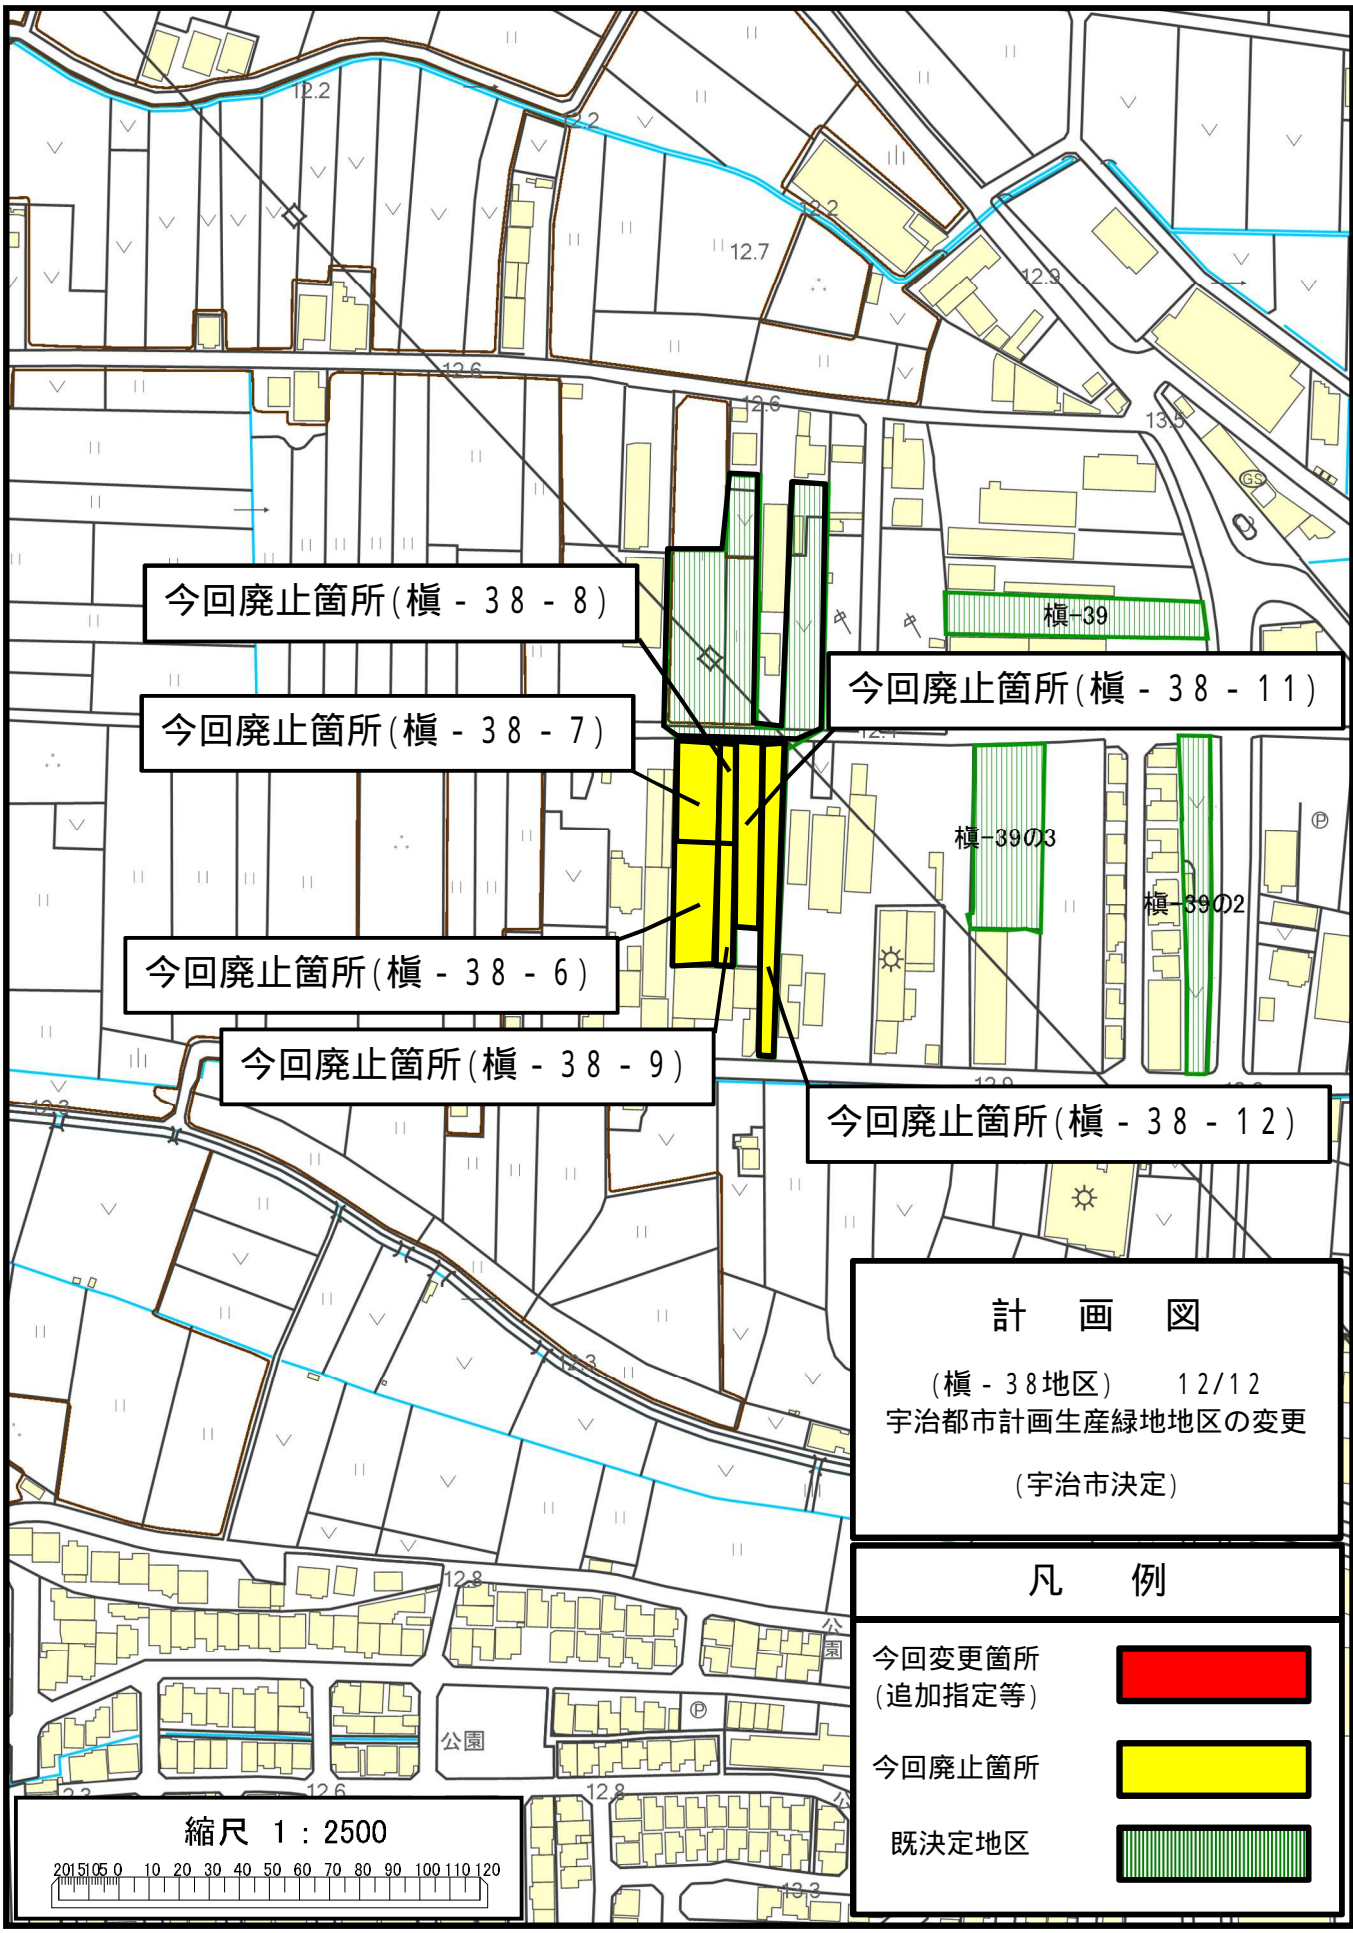 12.2
12.2
12.2
12.7
12.9
12.6
12.6
13.5
GS
今回廃止箇所(槇-38-8)
槇-39
今回廃止箇所(槇-38-11)
今回廃止箇所(槇-38-7)
槇-39の3
P
槇-39の2
今回廃止箇所(槇-38-6)
今回廃止箇所(槇-38-9)
12.3
今回廃止箇所(槇-38-12)
計 画 図
(槇-38地区) 12/12
宇治都市計画生産緑地地区の変更
(宇治市決定)
12.3
凡 例
今回変更箇所
(追加指定等)
今回廃止箇所
既決定地区
12.8
公園
P
公園
12.6
12.8
13.3
縮尺 1:2500
20 15 10 5 0 10 20 30 40 50 60 70 80 90 100 110 120